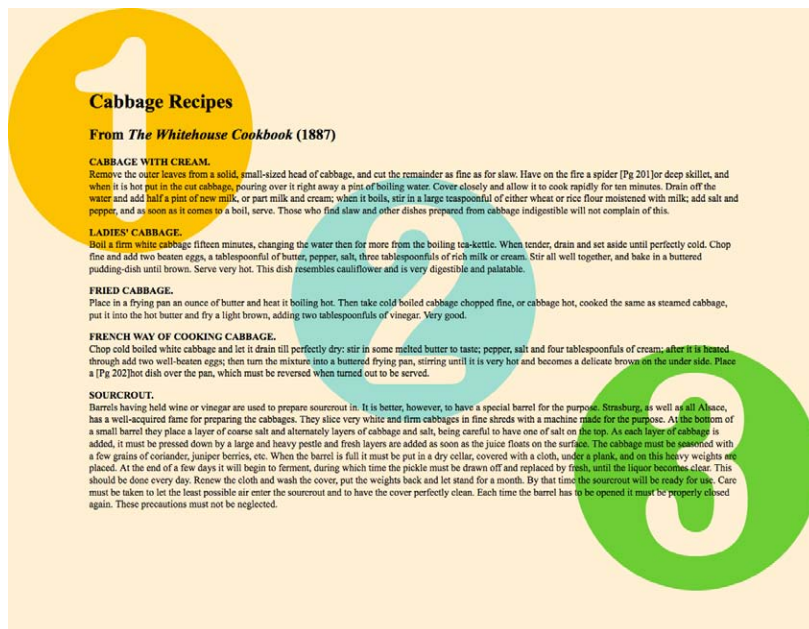 1
Cabbage Recipes
From The Whitehouse Cookbook (1887)
CABBAGE WITH CREAM.
Remove the outer leaves from a solid, small-sized head of cabbage, and cut the remainder as fine as for slaw. Have on the fire a spider [Pg 201]or deep skillet, and
when it is hot put in the cut cabbage, pouring over it right away a pint of boiling water. Cover closely and allow it to cook rapidly for ten minutes. Drain off the
water and add half a pint of new milk, or part milk and cream; when it boils, stir in a large teaspoonful of either wheat or rice flour moistened with milk; add salt and
pepper, and as soon as it comes to a boil, serve. Those who find slaw and other dishes prepared from cabbage indigestible will not complain of this.
LADIES' CABBAGE.
Boil a firm white cabbage fifteen minutes, changing the water then for more from the boiling tea-kettle. When tender, drain and set aside until perfectly cold. Chop
fine and add two beaten eggs, a tablespoonful of butter, pepper, salt, three tablespoonfuls of rich milk or cream. Stir all well together, and bake in a buttered
pudding-dish until brown. Serve very hot. This dish resembles cauliflower and is very digestible and palatable.
2
FRIED CABBAGE.
Place in a frying pan an ounce of butter and heat it boiling hot. Then take cold boiled cabbage chopped fine, or cabbage hot, cooked the same as steamed cabbage,
put it into the hot butter and fry a light brown, adding two tablespoonfuls of vinegar. Very good.
FRENCH WAY OF COOKING CABBAGE.
Chop cold boiled white cabbage and let it drain till perfectly dry: stir in some melted butter to taste; pepper, salt and four tablespoonfuls of cream; after it is heated
through add two well-beaten eggs; then turn the mixture into a buttered frying pan, stirring until it is very hot and becomes a delicate brown on the under side. Place
a [Pg 202]hot dish over the pan, which must be reversed when turned out to be served.
SOURCROUT.
Barrels having held wine or vinegar are used to prepare sourcrout in. It is better, however, to have a special barrel for the purpose. Strasburg, as well as all Alsace,
has a well-acquired fame for preparing the cabbages. They slice very white and firm cabbages in fine shreds with a machine made for the purpose. At the bottom of
a small barrel they place a layer of coarse salt and alternately layers of cabbage and salt, being careful to have one of salt on the top. As each layer of cabbage is
added, it must be pressed down by a large and heavy pestle and fresh layers are added as soon as the juice floats on the surface. The cabbage must be seasoned with
a few grains of coriander, juniper berries, etc. When the barrel is full it must be put in a dry cellar, covered with a cloth, under a plank, and on this heavy weights are
placed. At the end of a few days it will begin to ferment, during which time the pickle must be drawn off and replaced by fresh, until the liquor becomes clear. This
should be done every day. Renew the cloth and wash the cover, put the weights back and let stand for a month. By that time the sourcrout will be ready for use. Care
must be taken to let the least possible air enter the sourcrout and to have the cover perfectly clean. Each time the barrel has to be opened it must be properly closed
again. These precautions must not be neglected.
3